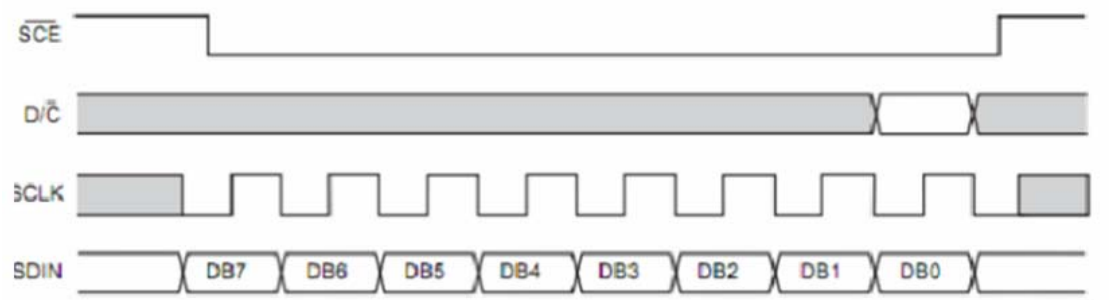 SCE
D/C
SCLK
SDIN DB7 DB6 DB5 DB4 DB3 DB2 DB1 DB0